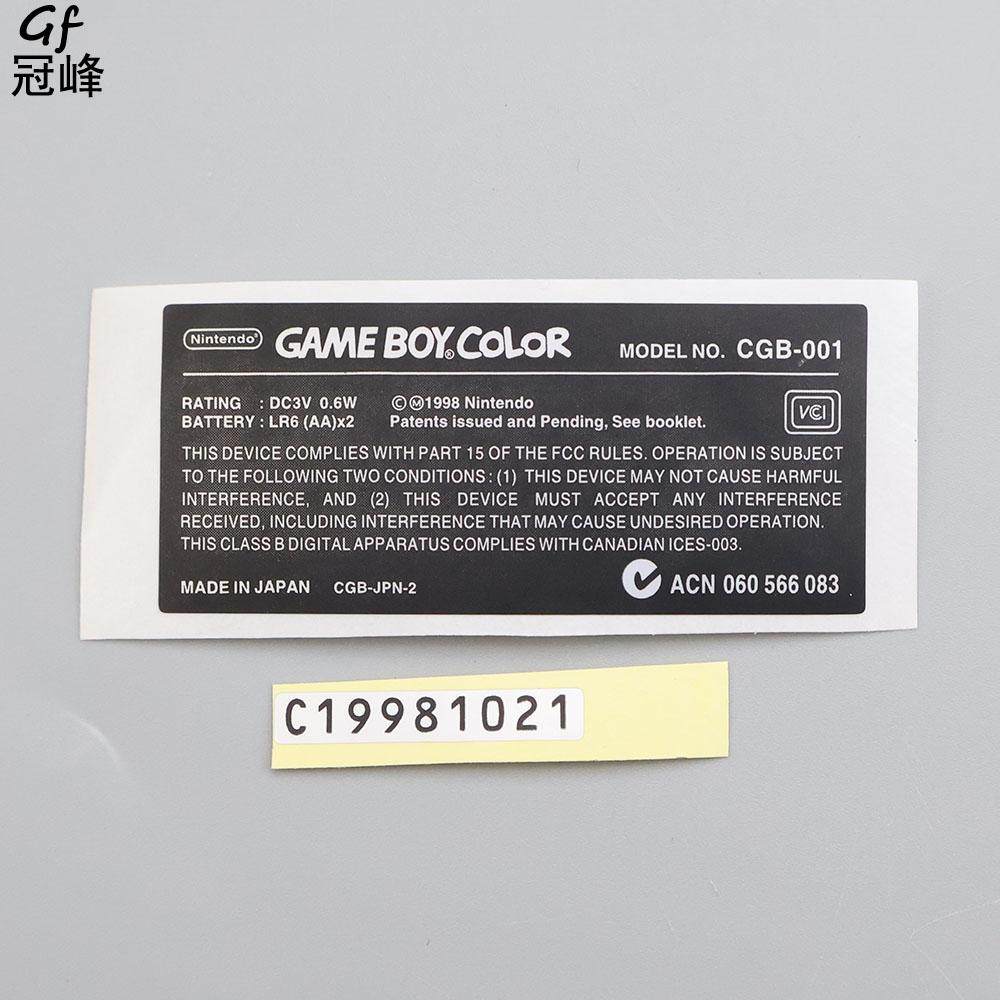 Gf
冠峰
Nintendo® GAME BOY® COLOR MODEL NO. CGB-001
RATING : DC3V 0.6W ©Ⓜ1998 Nintendo
BATTERY : LR6 (AA)x2 Patents issued and Pending, See booklet.
VCI
THIS DEVICE COMPLIES WITH PART 15 OF THE FCC RULES. OPERATION IS SUBJECT
TO THE FOLLOWING TWO CONDITIONS : (1) THIS DEVICE MAY NOT CAUSE HARMFUL
INTERFERENCE, AND (2) THIS DEVICE MUST ACCEPT ANY INTERFERENCE
RECEIVED, INCLUDING INTERFERENCE THAT MAY CAUSE UNDESIRED OPERATION.
THIS CLASS B DIGITAL APPARATUS COMPLIES WITH CANADIAN ICES-003.
MADE IN JAPAN CGB-JPN-2 ACN 060 566 083
C19981021